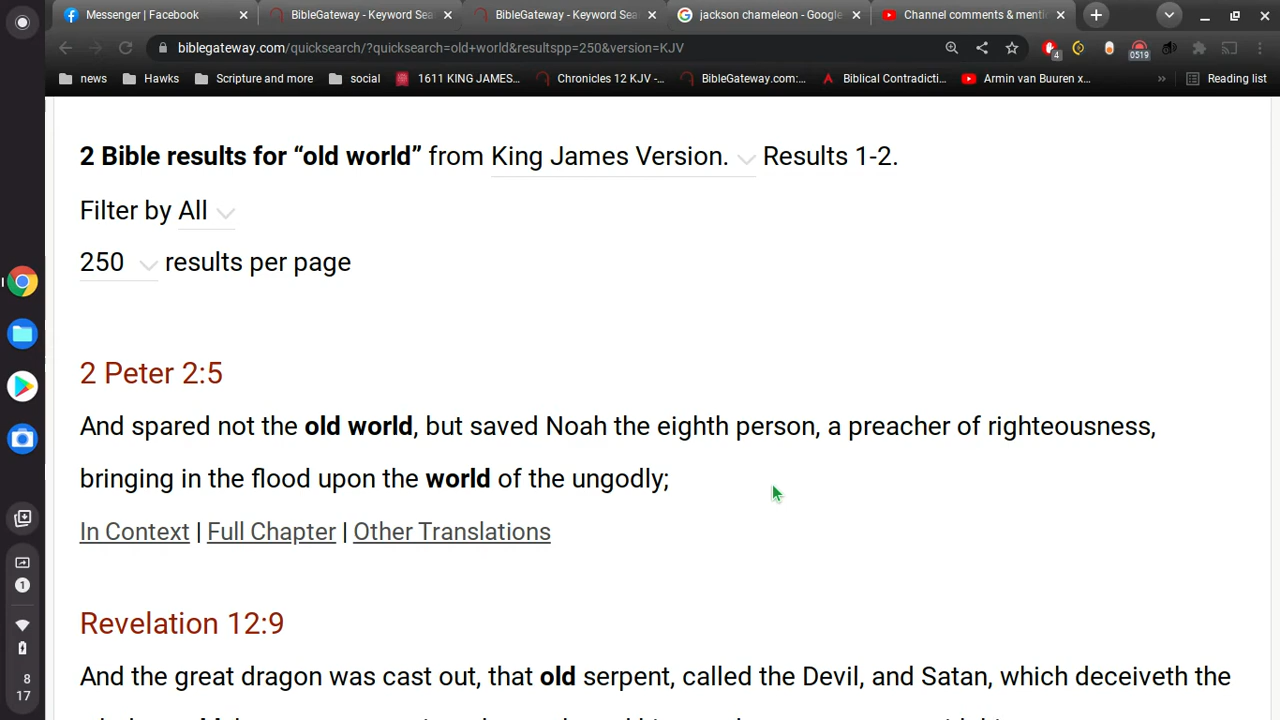 Messenger | Facebook
BibleGateway - Keyword Sea
BibleGateway - Keyword Sea
jackson chameleon - Google
Channel comments & menti
biblegateway.com/quicksearch/?quicksearch=old+world&resultspp=250&version=KJV
4
0519
news
Hawks
Scripture and more
social
1611 KING JAMES...
Chronicles 12 KJV -...
BibleGateway.com:...
Biblical Contradicti...
Armin van Buuren x...
»
Reading list
2 Bible results for “old world” from King James Version. Results 1-2.
Filter by All
250 results per page
2 Peter 2:5
And spared not the old world, but saved Noah the eighth person, a preacher of righteousness,
bringing in the flood upon the world of the ungodly;
In Context | Full Chapter | Other Translations
Revelation 12:9
And the great dragon was cast out, that old serpent, called the Devil, and Satan, which deceiveth the
1
8
17